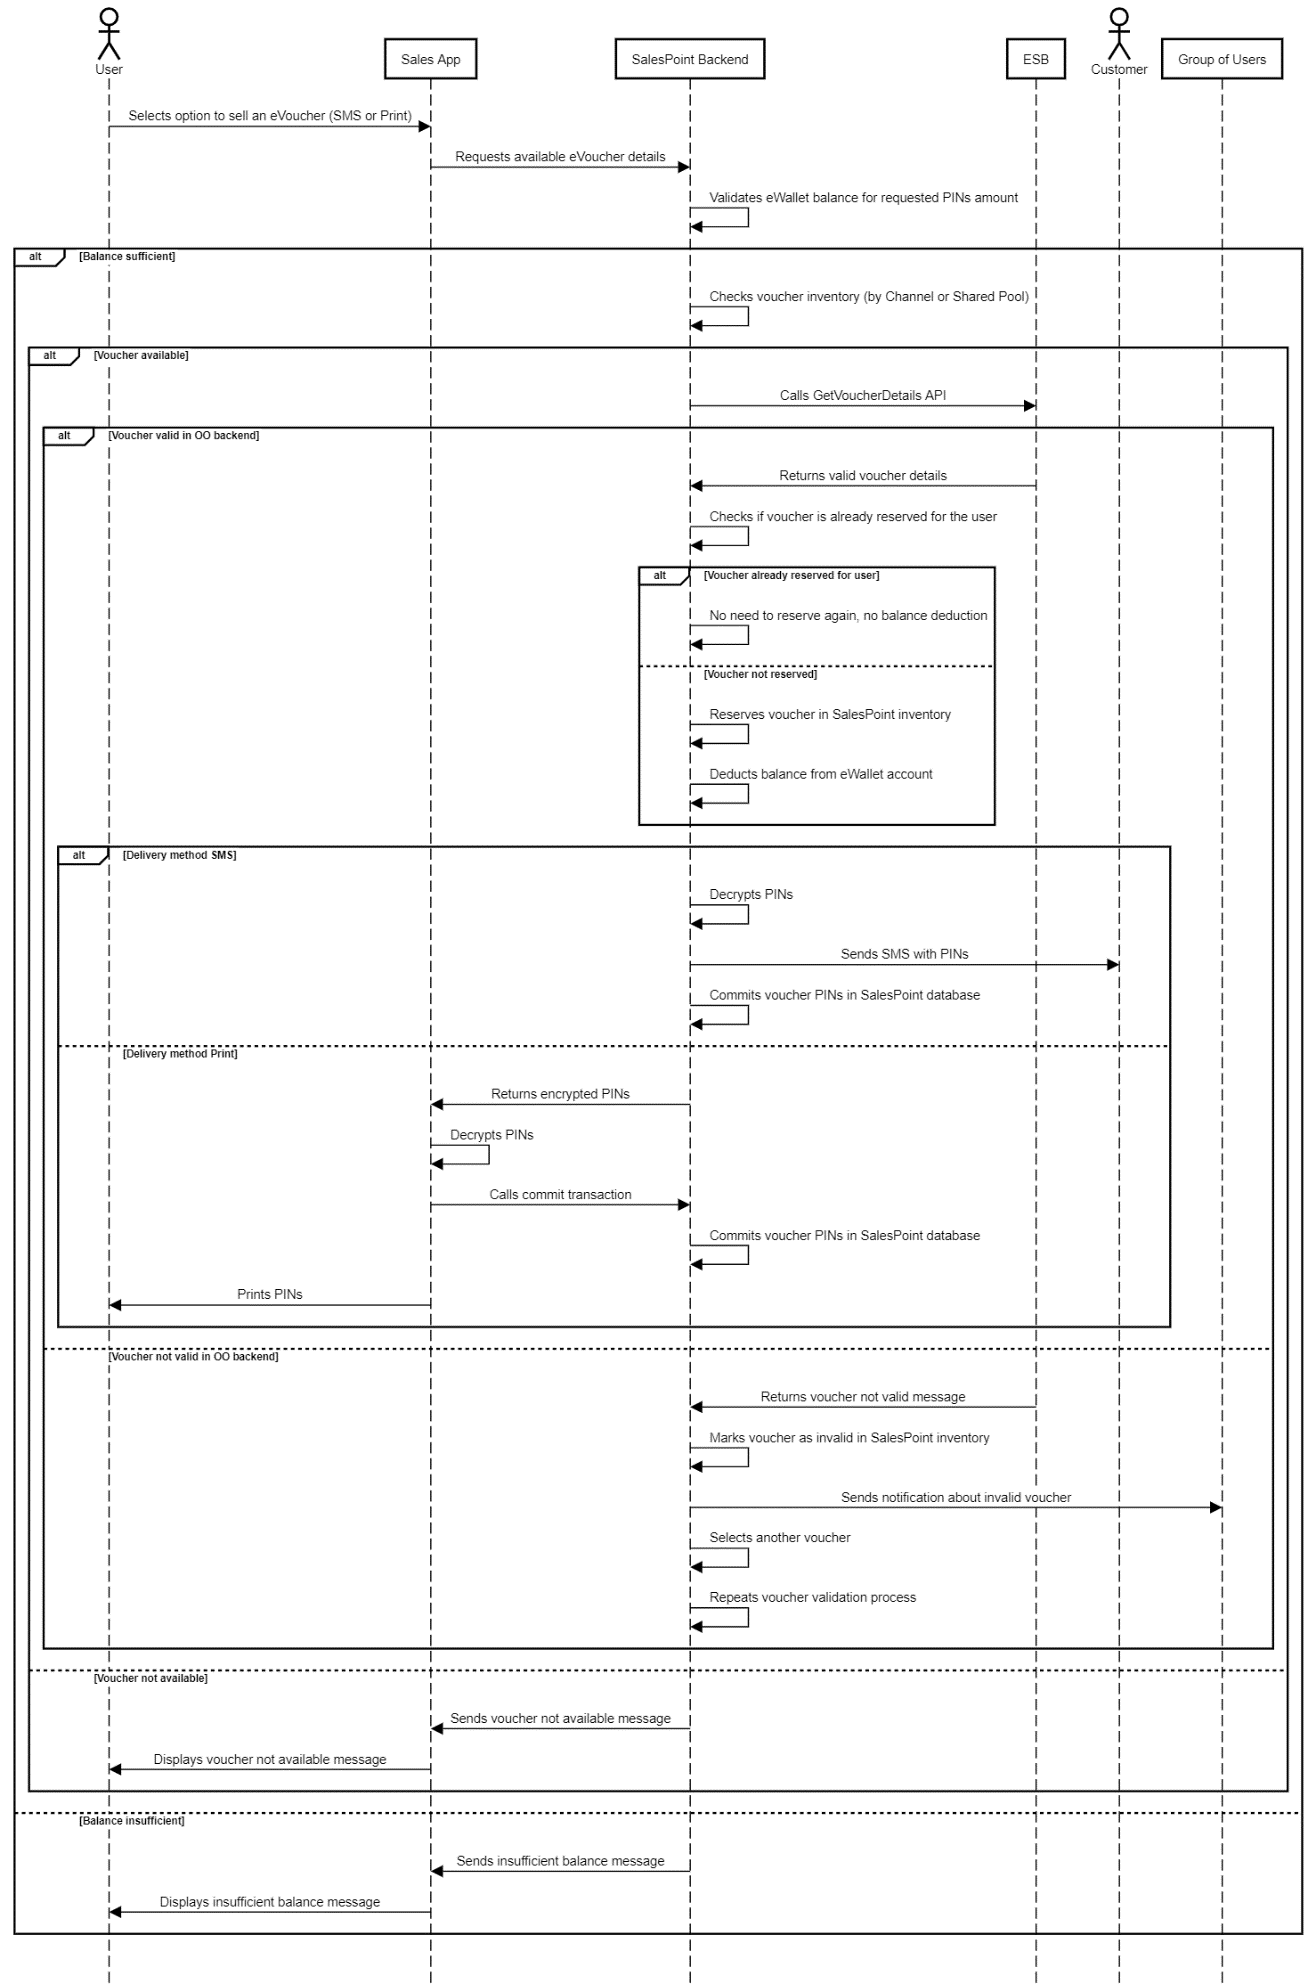 User
Sales App
SalesPoint Backend
ESB
Customer
Group of Users
Selects option to sell an eVoucher (SMS or Print)
Requests available eVoucher details
Validates eWallet balance for requested PINs amount
alt [Balance sufficient]
Checks voucher inventory (by Channel or Shared Pool)
alt [Voucher available]
Calls GetVoucherDetails API
alt [Voucher valid in OO backend]
Returns valid voucher details
Checks if voucher is already reserved for the user
alt [Voucher already reserved for user]
No need to reserve again, no balance deduction
[Voucher not reserved]
Reserves voucher in SalesPoint inventory
Deducts balance from eWallet account
alt [Delivery method SMS]
Decrypts PINs
Sends SMS with PINs
Commits voucher PINs in SalesPoint database
[Delivery method Print]
Returns encrypted PINs
Decrypts PINs
Calls commit transaction
Commits voucher PINs in SalesPoint database
Prints PINs
[Voucher not valid in OO backend]
Returns voucher not valid message
Marks voucher as invalid in SalesPoint inventory
Sends notification about invalid voucher
Selects another voucher
Repeats voucher validation process
[Voucher not available]
Sends voucher not available message
Displays voucher not available message
[Balance insufficient]
Sends insufficient balance message
Displays insufficient balance message